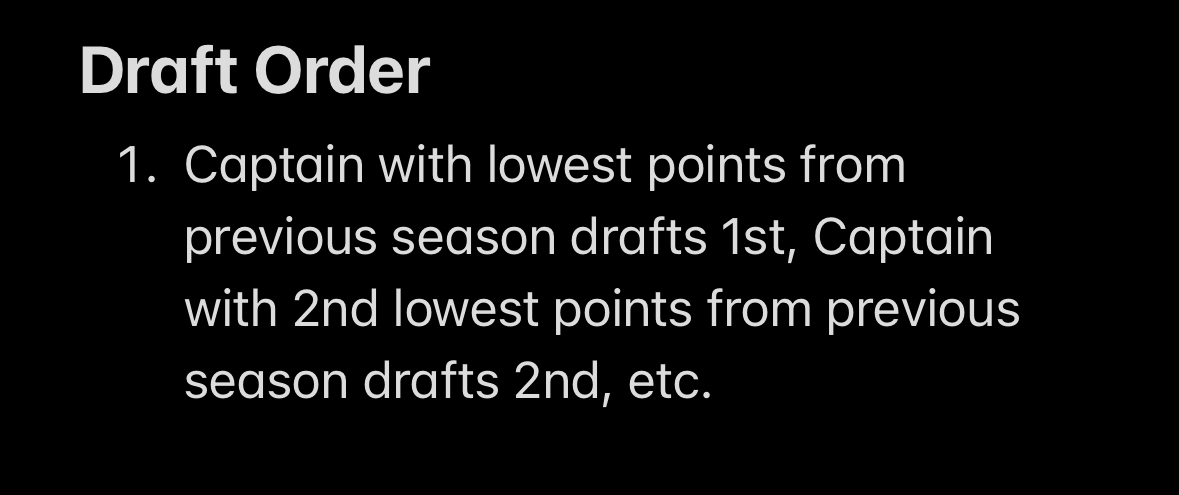 Draft Order
1. Captain with lowest points from
previous season drafts 1st, Captain
with 2nd lowest points from previous
season drafts 2nd, etc.